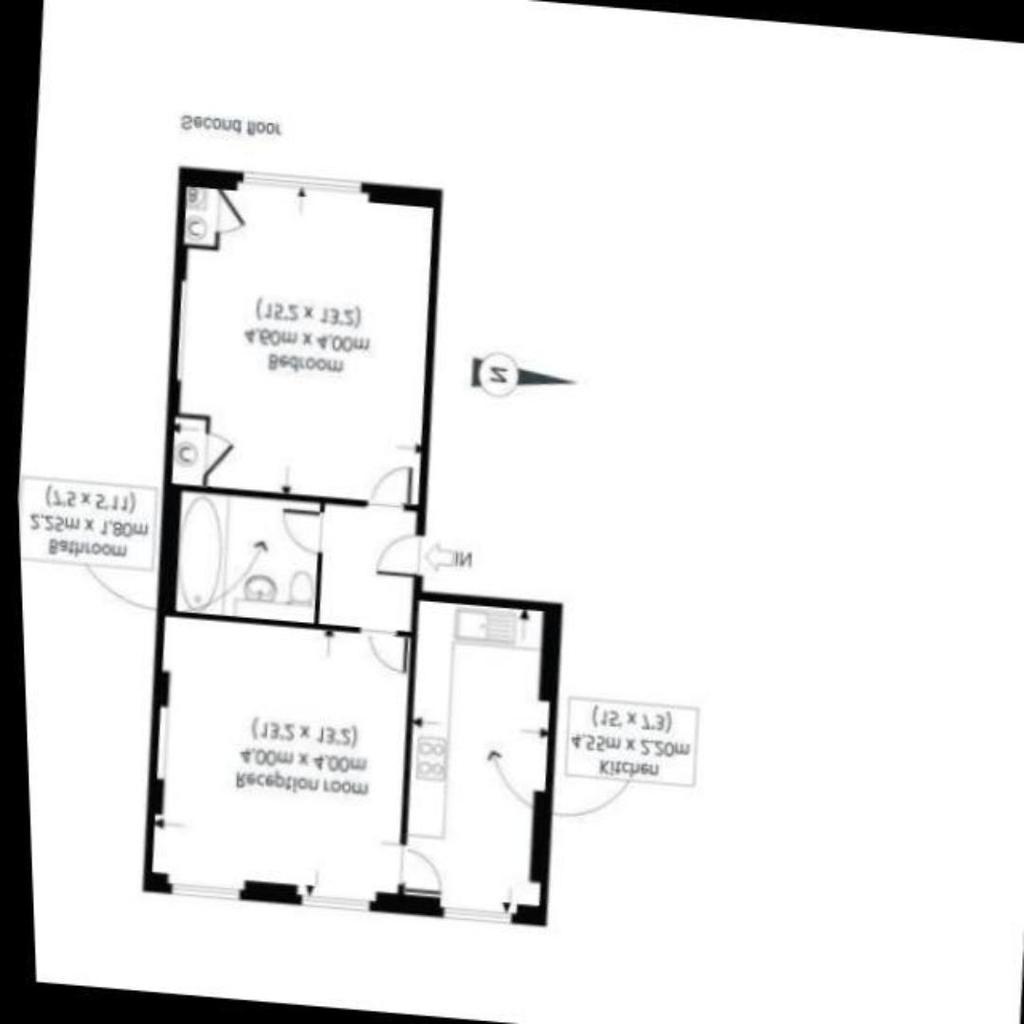 Reception room
4.00m x 4.00m
(13'2 x 13'2)
Kitchen
4.55m x 2.20m
(15' x 7'3)
IN
Bathroom
2.25m x 1.80m
(7'5 x 5'11)
C
N
Bedroom
4.60m x 4.00m
(15'2 x 13'2)
C
B
Second floor